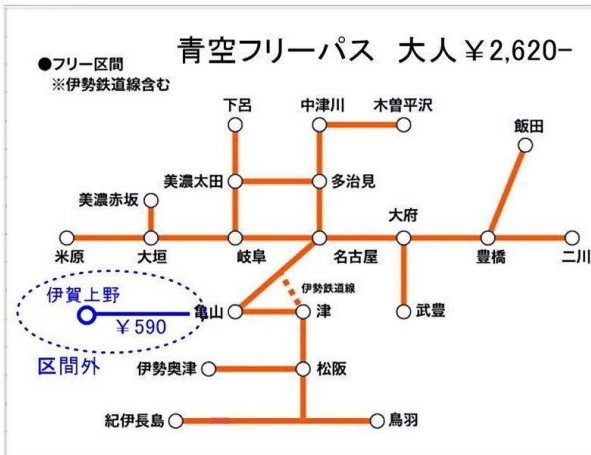 青空フリーパス 大人￥2,620-
●フリー区間
※伊勢鉄道線含む
下呂
中津川
木曽平沢
飯田
美濃太田
多治見
美濃赤坂
大府
米原
大垣
岐阜
名古屋
豊橋
二川
伊勢鉄道線
伊賀上野
￥590
亀山
津
武豊
区間外
伊勢奥津
松阪
紀伊長島
鳥羽